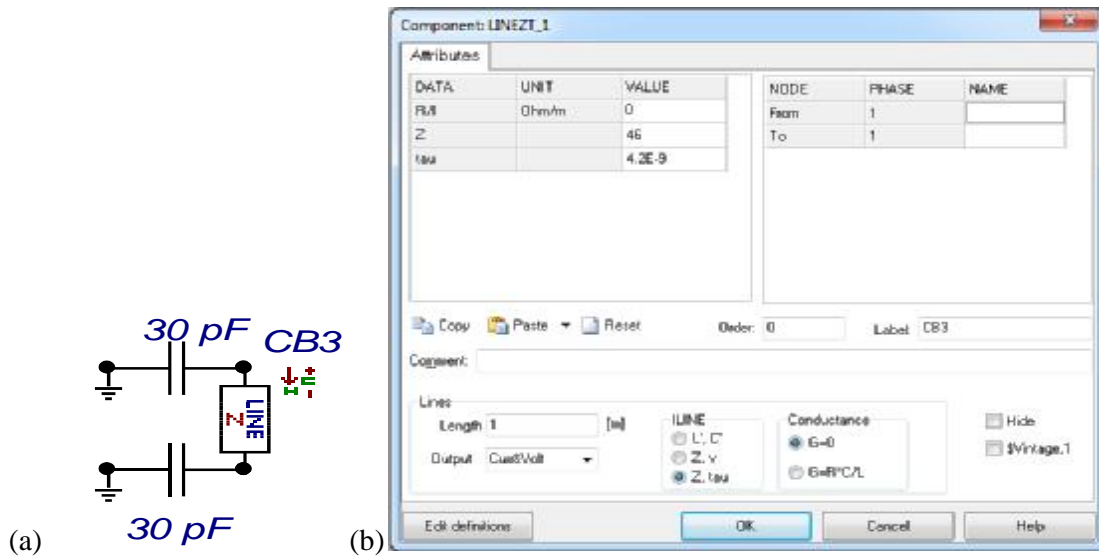 (a)
30 pF
CB3
LINE
Z
30 pF
(b)
Component: LINEZT_1
Attributes
DATA UNIT VALUE
R/l Ohm/m 0
Z 46
tau 4.2E-9
NODE PHASE NAME
From 1
To 1
Copy Paste Reset Order: 0 Label: CB3
Comment:
Lines
Length 1 [m]
Output Curr&Volt
ILINE
L', C'
Z, v
Z, tau
Conductance
G=0
G=R*C/L
Hide
$Vintage,1
Edit definitions OK Cancel Help